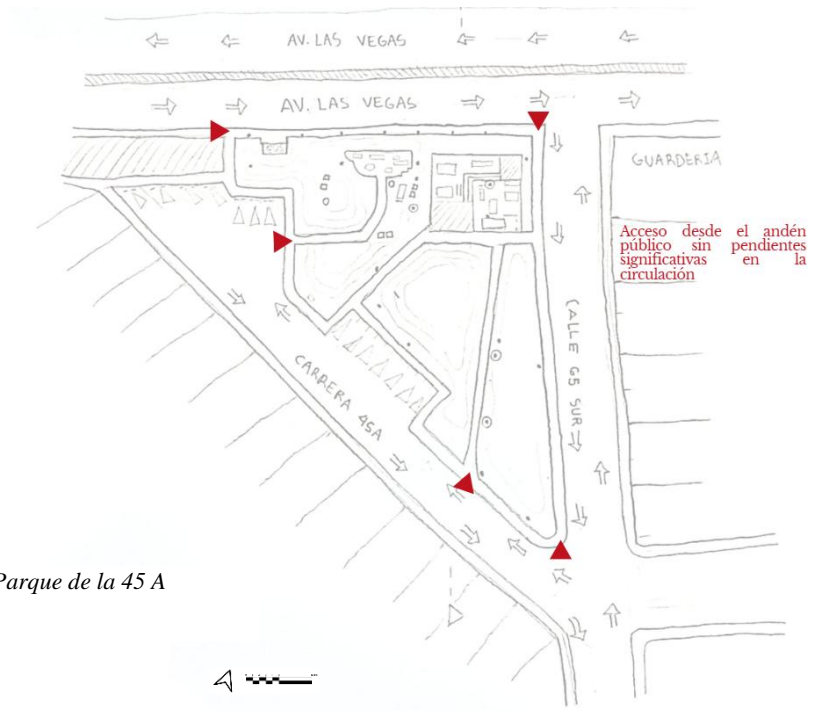 AV. LAS VEGAS
AV. LAS VEGAS
GUARDERIA
Acceso desde el andén
público sin pendientes
significativas en la
circulación
CALLE 65 SUR
CARRERA 45A
Parque de la 45 A